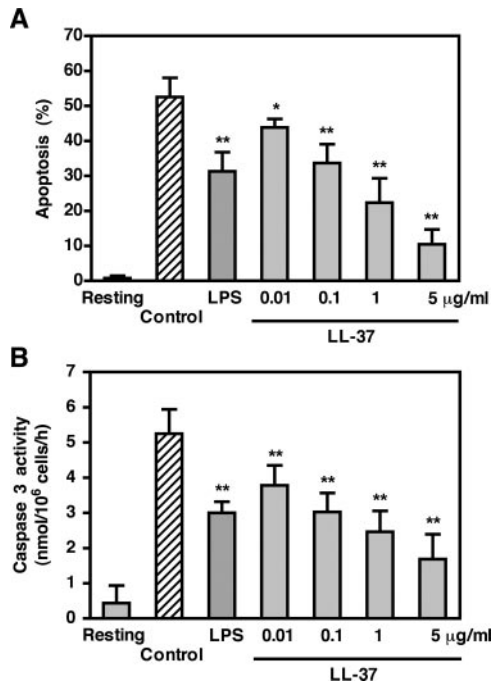 A
Apoptosis (%)
70
60
50
40
30
20
10
0
**
*
**
**
**
Resting
Control
LPS
0.01
0.1
1
5 μg/ml
LL-37
B
Caspase 3 activity
(nmol/10⁶ cells/h)
7
6
5
4
3
2
1
0
**
**
**
**
**
Resting
Control
LPS
0.01
0.1
1
5 μg/ml
LL-37